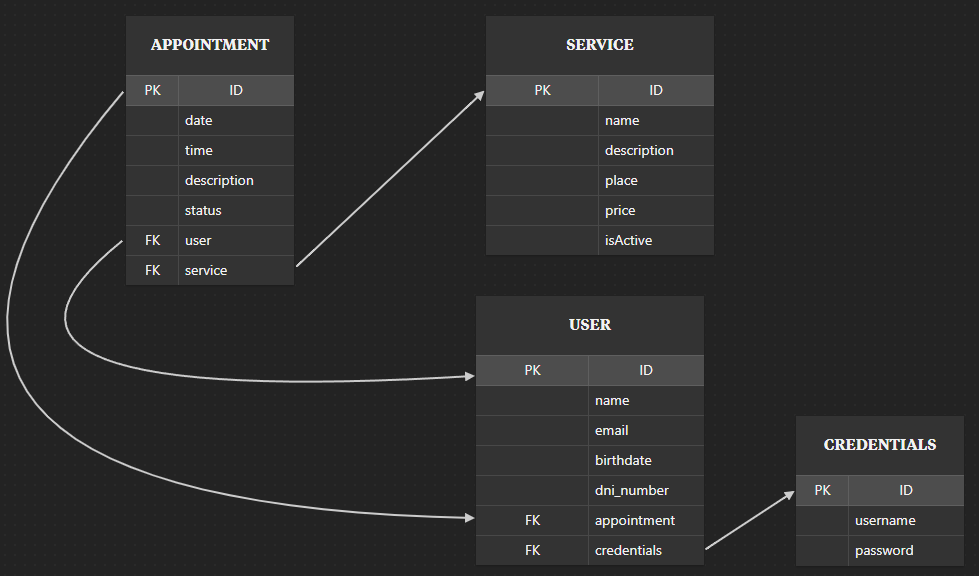 APPOINTMENT
PK ID
date
time
description
status
FK user
FK service
SERVICE
PK ID
name
description
place
price
isActive
USER
PK ID
name
email
birthdate
dni_number
FK appointment
FK credentials
CREDENTIALS
PK ID
username
password